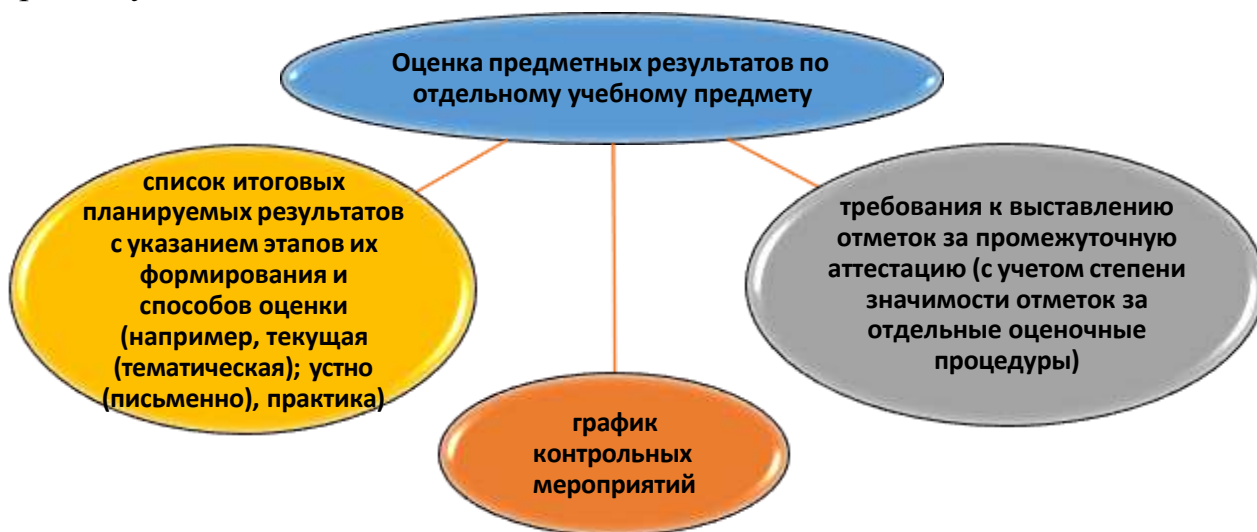 Оценка предметных результатов по
отдельному учебному предмету
список итоговых
планируемых результатов
с указанием этапов их
формирования и
способов оценки
(например, текущая
(тематическая); устно
(письменно), практика)
график
контрольных
мероприятий
требования к выставлению
отметок за промежуточную
аттестацию (с учетом степени
значимости отметок за
отдельные оценочные
процедуры)